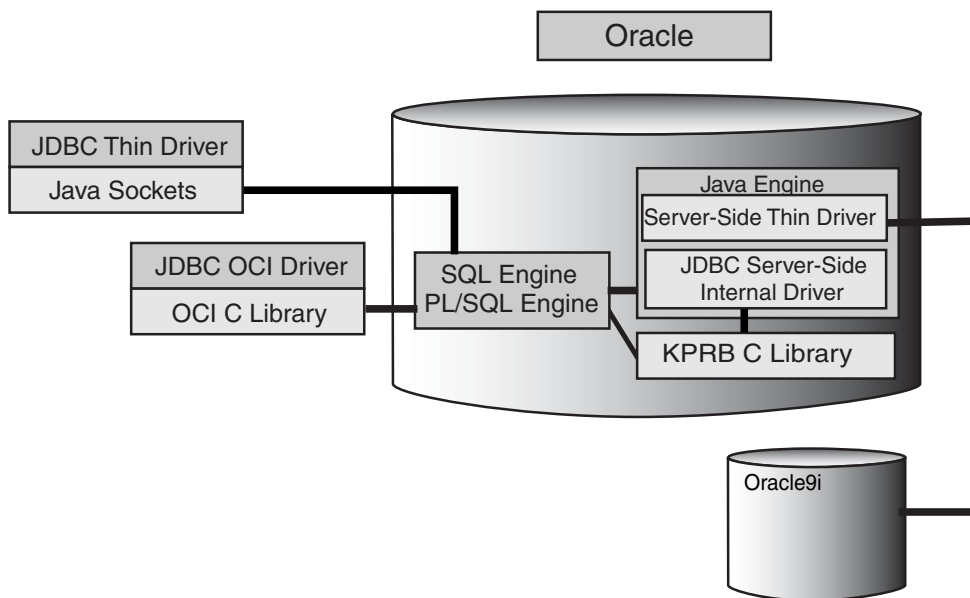 Oracle
JDBC Thin Driver
Java Sockets
Java Engine
Server-Side Thin Driver
JDBC OCI Driver
OCI C Library
SQL Engine
PL/SQL Engine
JDBC Server-Side
Internal Driver
KPRB C Library
Oracle9i